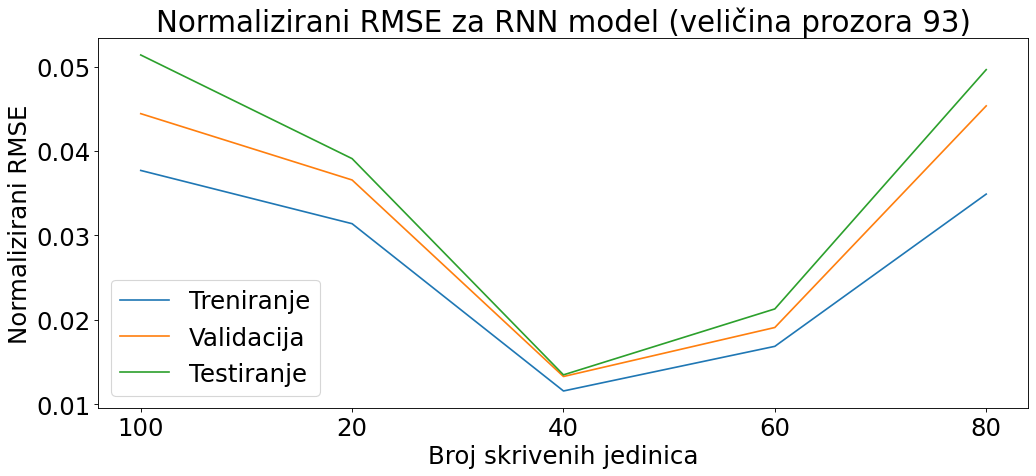 Normalizirani RMSE za RNN model (veličina prozora 93)
Normalizirani RMSE
0.05
0.04
0.03
0.02
0.01
Treniranje
Validacija
Testiranje
100 20 40 60 80
Broj skrivenih jedinica